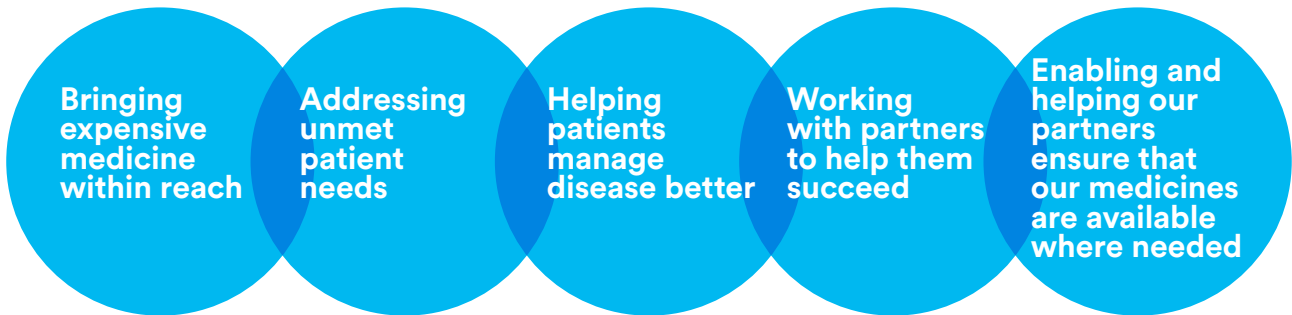 Bringing
expensive
medicine
within reach
Addressing
unmet
patient
needs
Helping
patients
manage
disease better
Working
with partners
to help them
succeed
Enabling and
helping our
partners
ensure that
our medicines
are available
where needed